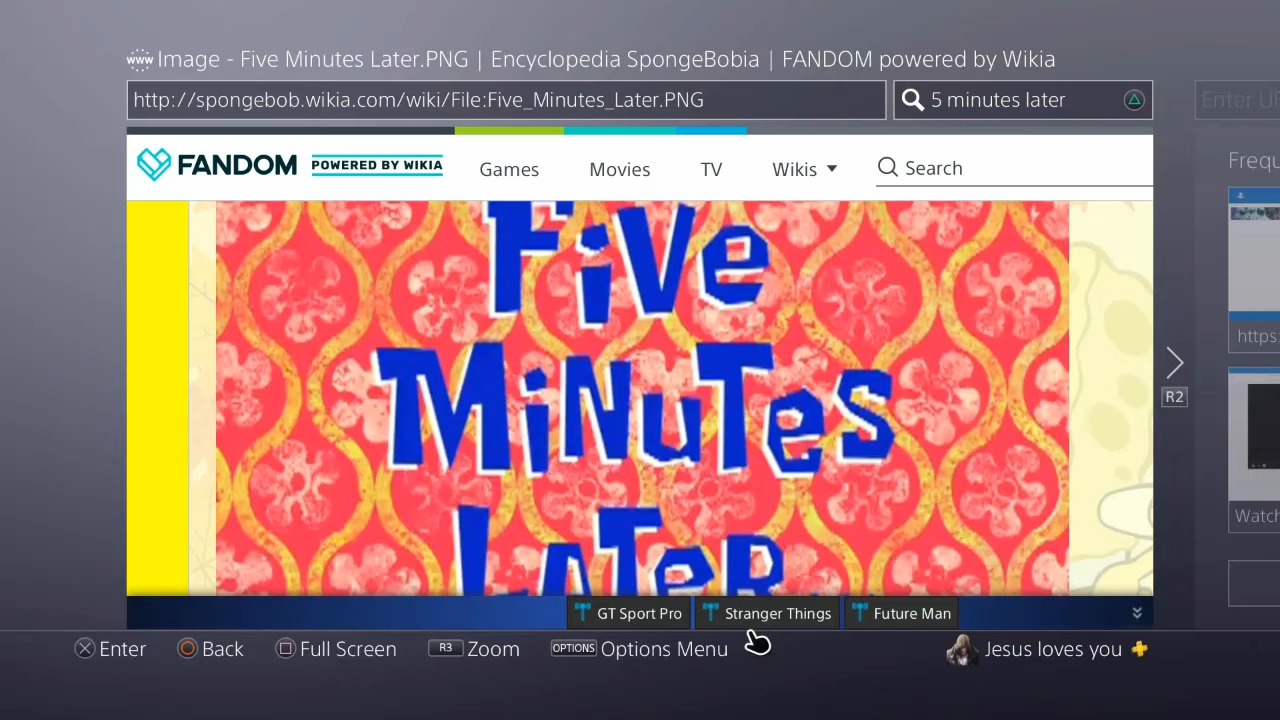 www Image - Five Minutes Later.PNG | Encyclopedia SpongeBobia | FANDOM powered by Wikia
http://spongebob.wikia.com/wiki/File:Five_Minutes_Later.PNG
5 minutes later
FANDOM POWERED BY WIKIA Games Movies TV Wikis Search
FiVe
MiNuTeS
LATeR
R2
https:
Watch
GT Sport Pro Stranger Things Future Man
Enter Back Full Screen R3 Zoom OPTIONS Options Menu Jesus loves you